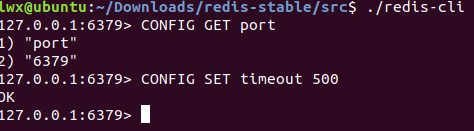 lwx@ubuntu:~/Downloads/redis-stable/src$ ./redis-cli
127.0.0.1:6379> CONFIG GET port
1) "port"
2) "6379"
127.0.0.1:6379> CONFIG SET timeout 500
OK
127.0.0.1:6379>